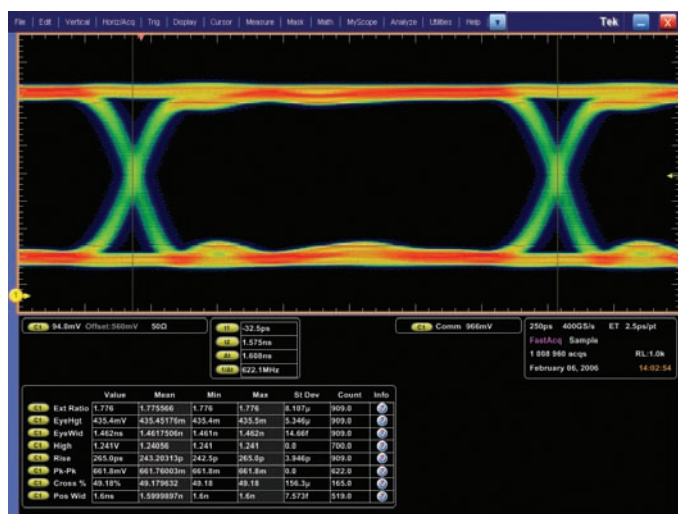 File | Edit | Vertical | Horiz/Acq | Trig | Display | Cursor | Measure | Mask | Math | MyScope | Analyze | Utilities | Help Tek
1
C1 94.0mV Offset:560mV 50Ω
t1 -32.5ps
t2 1.575ns
Δt 1.608ns
1/Δt 622.1MHz
C1 Comm 966mV
250ps 400GS/s ET 2.5ps/pt
FastAcq Sample
1 008 960 acqs RL:1.0k
February 06, 2006 14:02:54
Value Mean Min Max St Dev Count Info
C1 Ext Ratio 1.776 1.775566 1.776 1.776 8.107µ 909.0
C1 EyeHgt 435.4mV 435.45176m 435.4m 435.5m 5.346µ 909.0
C1 EyeWid 1.462ns 1.4617506n 1.461n 1.462n 14.66f 909.0
C1 High 1.241V 1.24056 1.241 1.241 0.0 700.0
C1 Rise 265.0ps 243.20313p 242.5p 265.0p 3.946p 909.0
C1 Pk-Pk 661.8mV 661.76003m 661.8m 661.8m 0.0 622.0
C1 Cross % 49.18% 49.179632 49.18 49.18 156.3µ 165.0
C1 Pos Wid 1.6ns 1.5999897n 1.6n 1.6n 7.573f 519.0